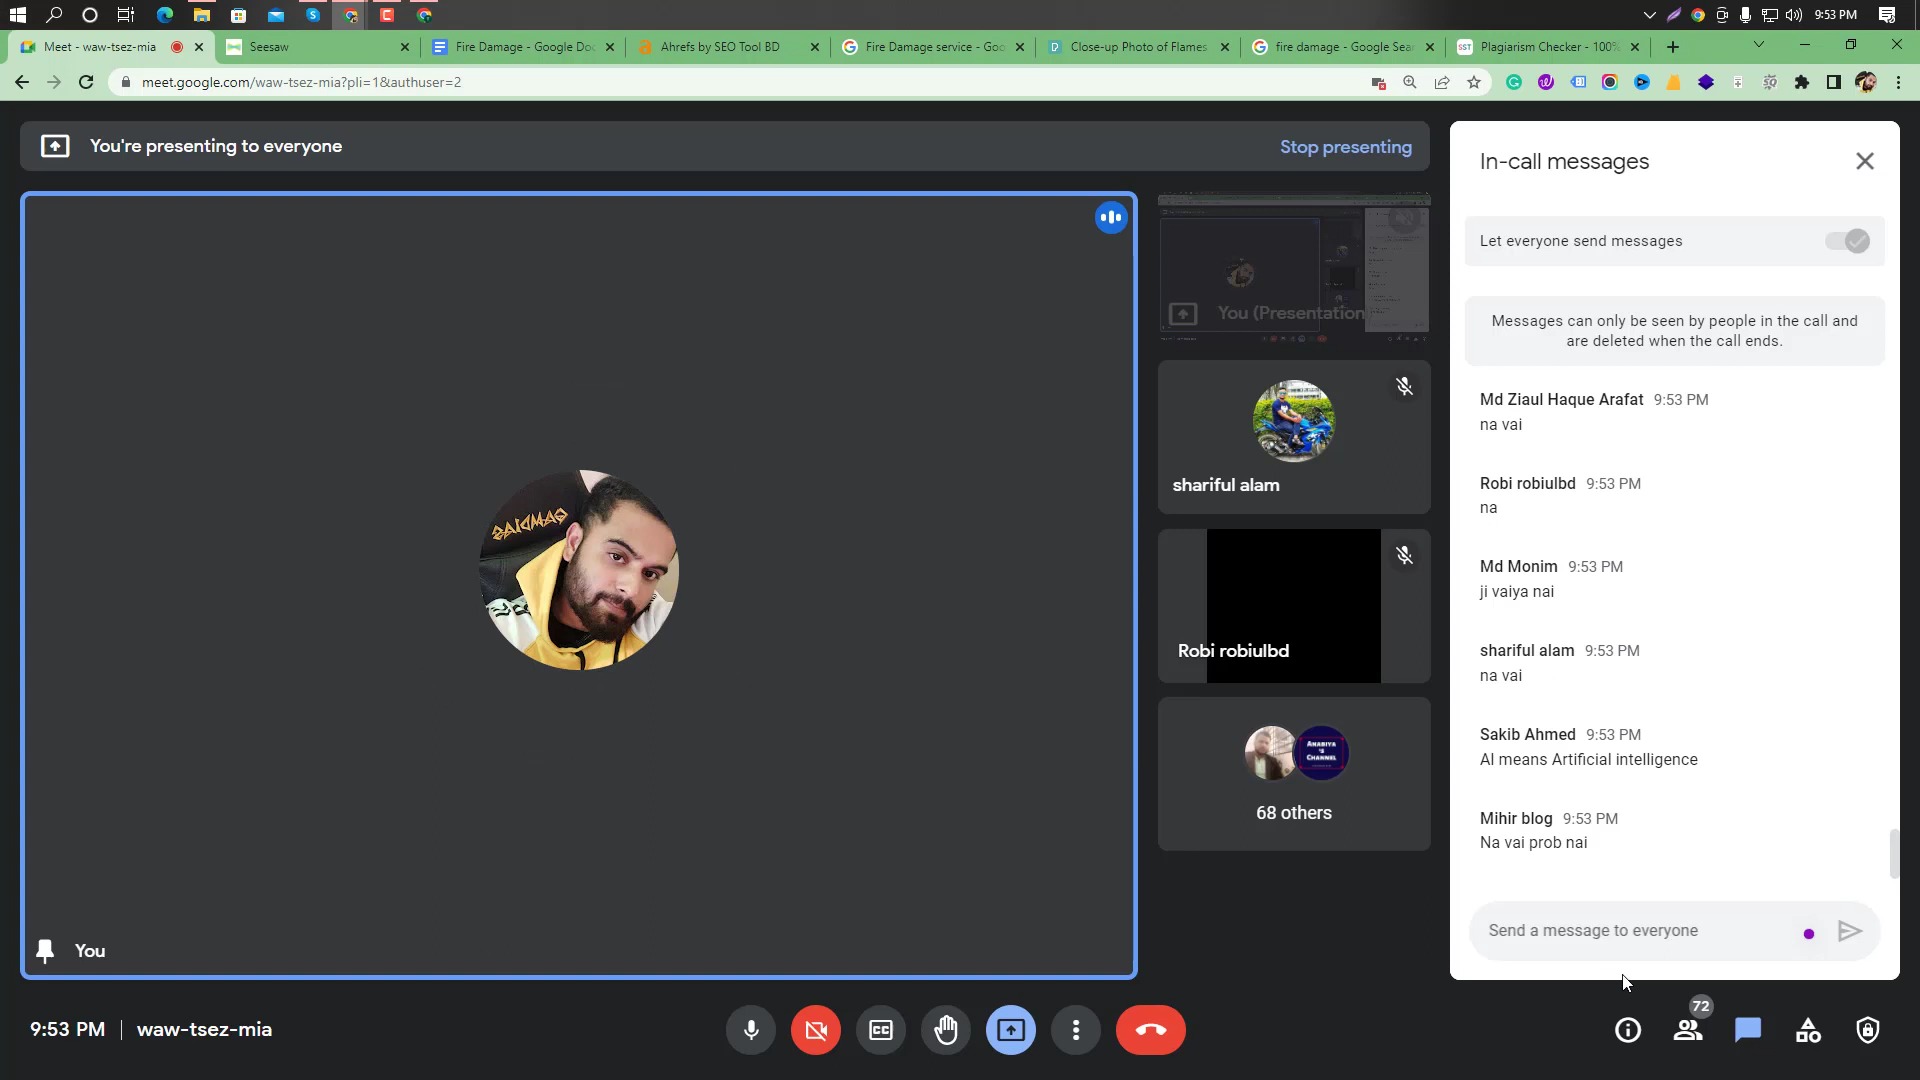 9:53 PM
Meet - waw-tsez-mia
Seesaw
Fire Damage - Google Doc
Ahrefs by SEO Tool BD
Fire Damage service - Goo
Close-up Photo of Flames
fire damage - Google Sear
Plagiarism Checker - 100%
meet.google.com/waw-tsez-mia?pli=1&authuser=2
You're presenting to everyone
Stop presenting
In-call messages
Let everyone send messages
Messages can only be seen by people in the call and
are deleted when the call ends.
You (Presentation
shariful alam
Robi robiulbd
ANABIYA
'S
CHANNEL
68 others
Md Ziaul Haque Arafat 9:53 PM
na vai
Robi robiulbd 9:53 PM
na
Md Monim 9:53 PM
ji vaiya nai
shariful alam 9:53 PM
na vai
Sakib Ahmed 9:53 PM
AI means Artificial intelligence
Mihir blog 9:53 PM
Na vai prob nai
Send a message to everyone
You
9:53 PM | waw-tsez-mia
CC
72